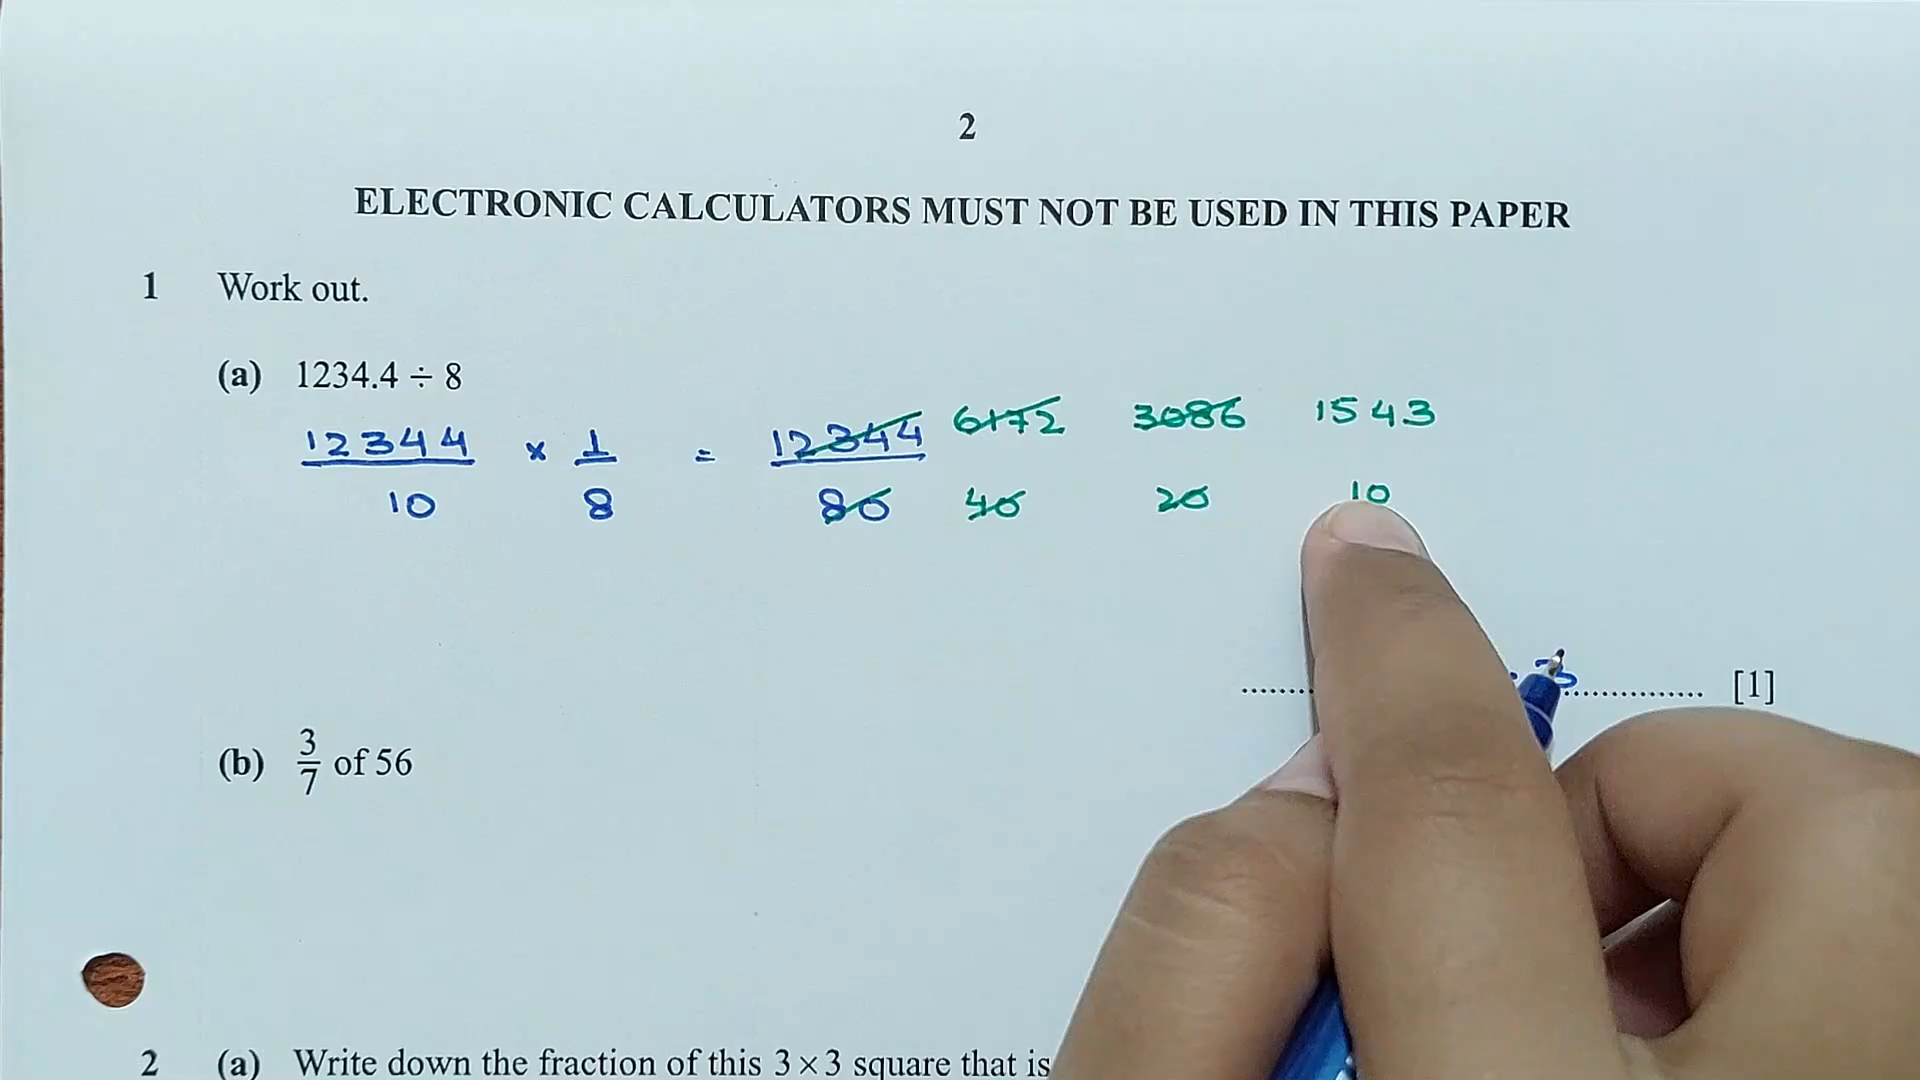 2
ELECTRONIC CALCULATORS MUST NOT BE USED IN THIS PAPER
1 Work out.
(a) 1234.4 ÷ 8
12344/10 × 1/8 = 12344/80 6172/40 3086/20 1543/10
.3 [1]
(b) 3/7 of 56
2 (a) Write down the fraction of this 3 × 3 square that is